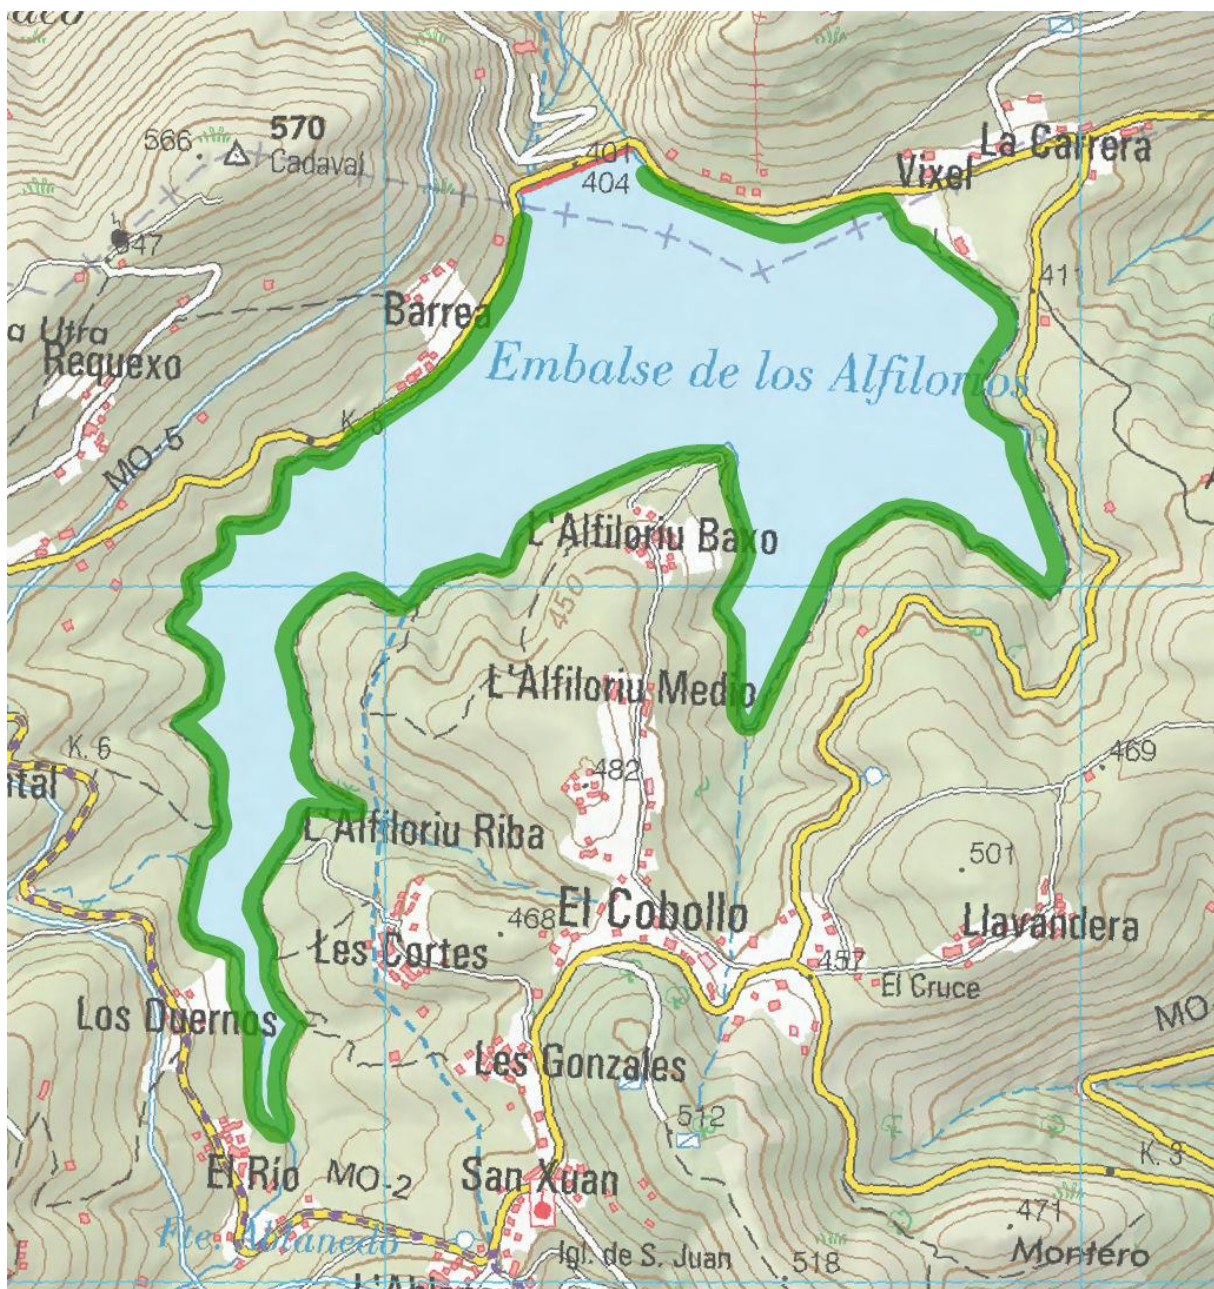 401
404
566
570
Cadaval
La Carrera
Vixel
547
411
Barrea
a Utra
Requexo
Embalse de los Alfilorios
K. 5
MO-5
L'Alfiloriu Baxo
450
L'Alfiloriu Medio
K. 6
482
469
L'Alfiloriu Riba
501
El Cobollo
468
Llavandera
Les Cortes
457
El Cruce
Los Duernos
MO-
Les Gonzales
512
K. 3
El Río
MO-2
San Xuan
471
Fte. Ablanedo
Igl. de S. Juan
518
Montero